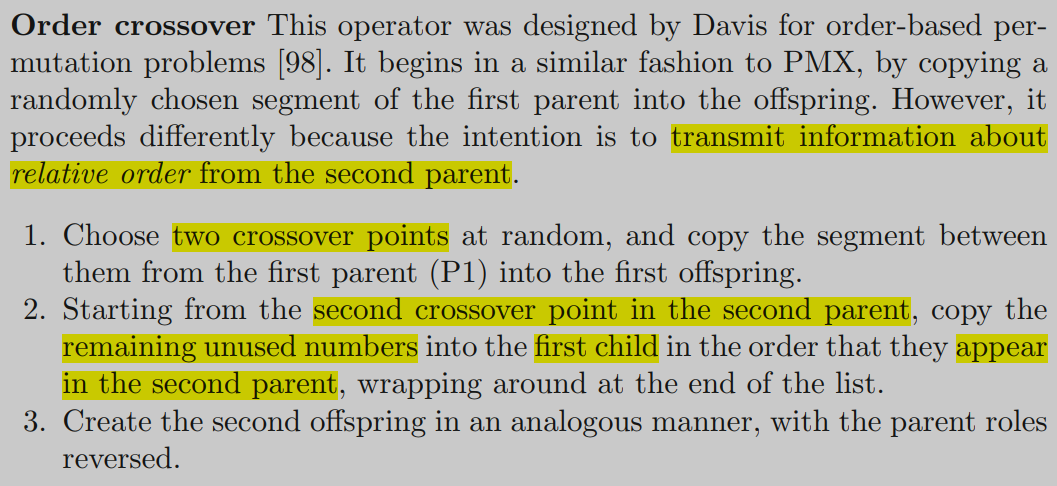 Order crossover This operator was designed by Davis for order-based per-
mutation problems [98]. It begins in a similar fashion to PMX, by copying a
randomly chosen segment of the first parent into the offspring. However, it
proceeds differently because the intention is to transmit information about
relative order from the second parent.
1. Choose two crossover points at random, and copy the segment between
them from the first parent (P1) into the first offspring.
2. Starting from the second crossover point in the second parent, copy the
remaining unused numbers into the first child in the order that they appear
in the second parent, wrapping around at the end of the list.
3. Create the second offspring in an analogous manner, with the parent roles
reversed.